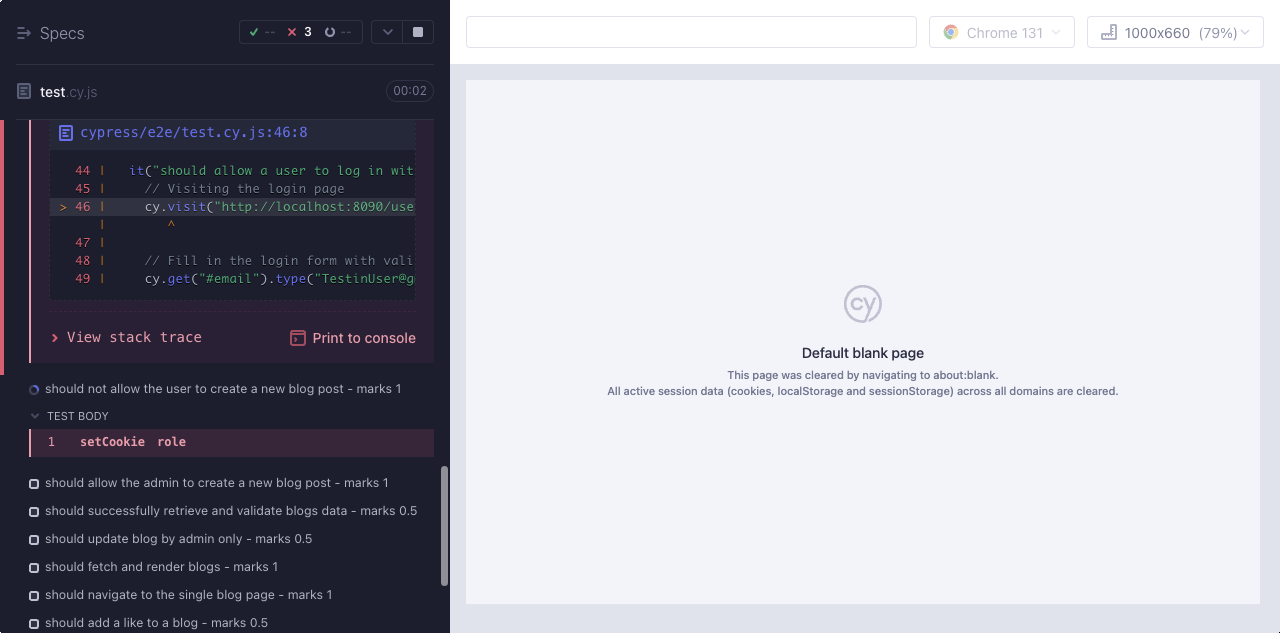 Specs
-- 3 --
Chrome 131
1000x660 (79%)
test.cy.js
00:02
cypress/e2e/test.cy.js:46:8
44 | it("should allow a user to log in wit
45 | // Visiting the login page
> 46 | cy.visit("http://localhost:8090/use
| ^
47 |
48 | // Fill in the login form with vali
49 | cy.get("#email").type("TestinUser@g
View stack trace
Print to console
should not allow the user to create a new blog post - marks 1
TEST BODY
1 setCookie role
should allow the admin to create a new blog post - marks 1
should successfully retrieve and validate blogs data - marks 0.5
should update blog by admin only - marks 0.5
should fetch and render blogs - marks 1
should navigate to the single blog page - marks 1
should add a like to a blog - marks 0.5
cy
Default blank page
This page was cleared by navigating to about:blank.
All active session data (cookies, localStorage and sessionStorage) across all domains are cleared.